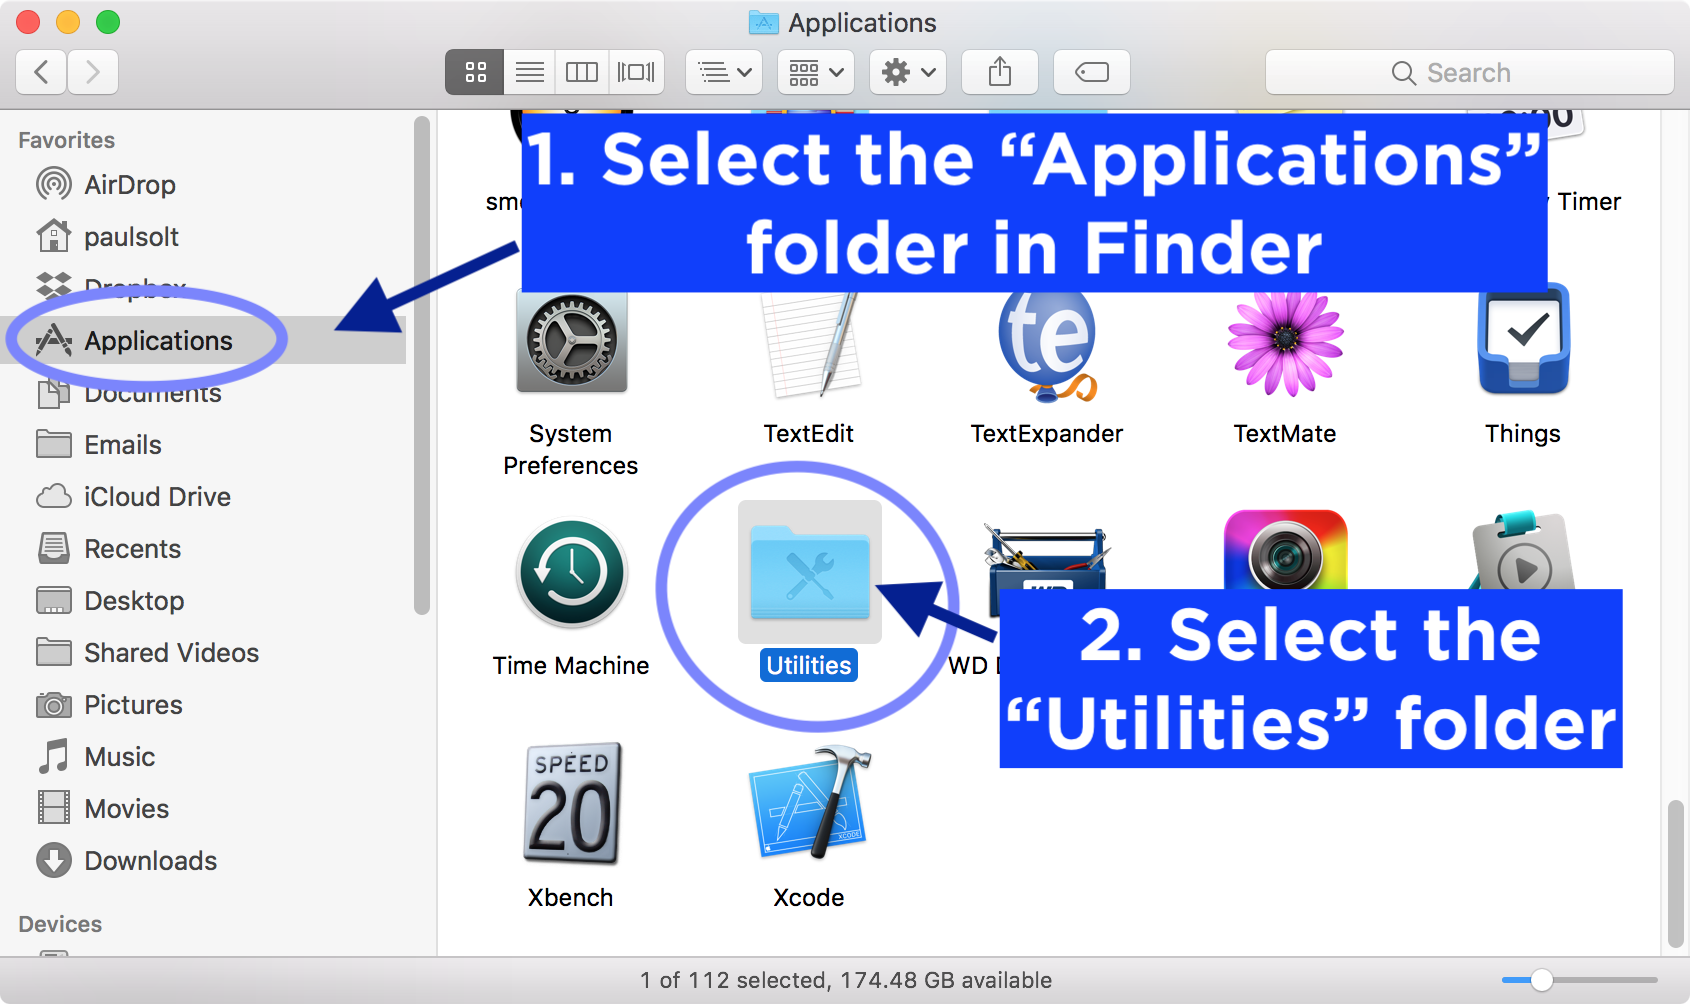 Applications
Search
Favorites
AirDrop
paulsolt
Dropbox
Applications
Documents
Emails
iCloud Drive
Recents
Desktop
Shared Videos
Pictures
Music
Movies
Downloads
Devices
1. Select the “Applications”
folder in Finder
Timer
te
System
Preferences
TextEdit
TextExpander
TextMate
Things
Time Machine
Utilities
WD
2. Select the
“Utilities” folder
SPEED
20
XCODE
Xbench
Xcode
1 of 112 selected, 174.48 GB available